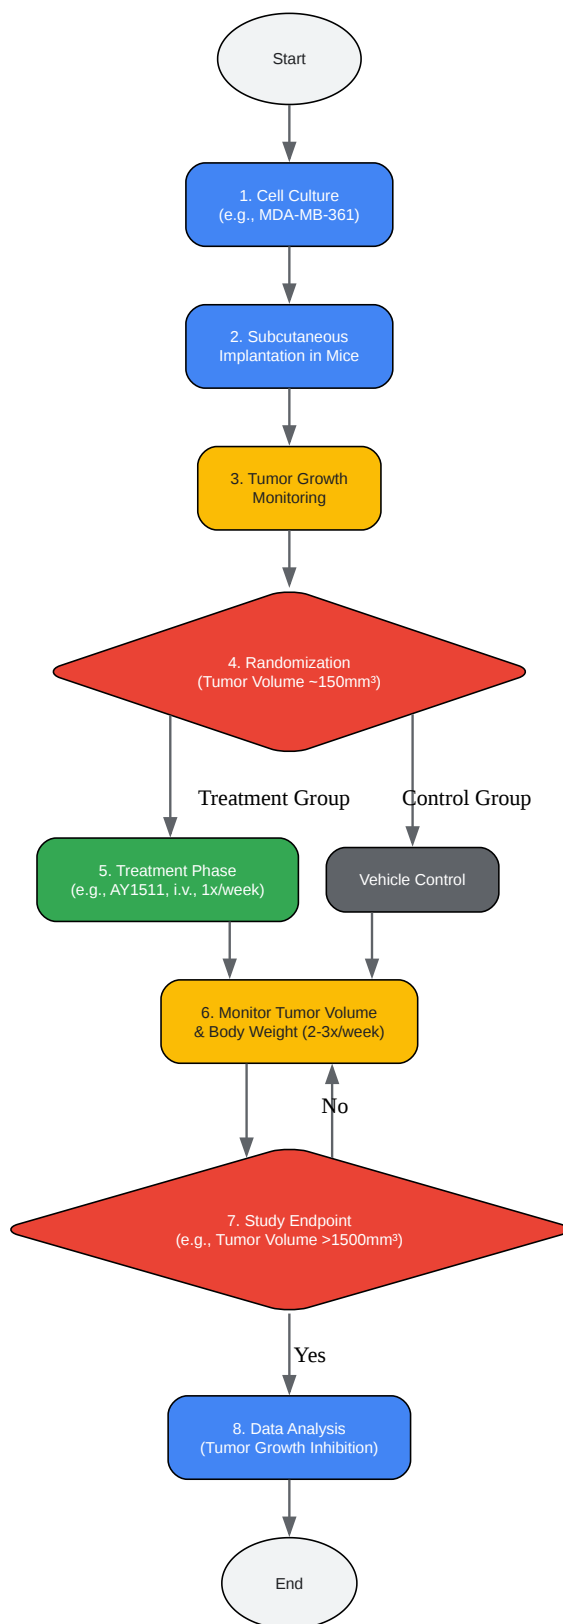 Start
1. Cell Culture
(e.g., MDA-MB-361)
2. Subcutaneous
Implantation in Mice
3. Tumor Growth
Monitoring
4. Randomization
(Tumor Volume ~150mm³)
Treatment Group
Control Group
5. Treatment Phase
(e.g., AY1511, i.v., 1x/week)
Vehicle Control
6. Monitor Tumor Volume
& Body Weight (2-3x/week)
No
7. Study Endpoint
(e.g., Tumor Volume >1500mm³)
Yes
8. Data Analysis
(Tumor Growth Inhibition)
End